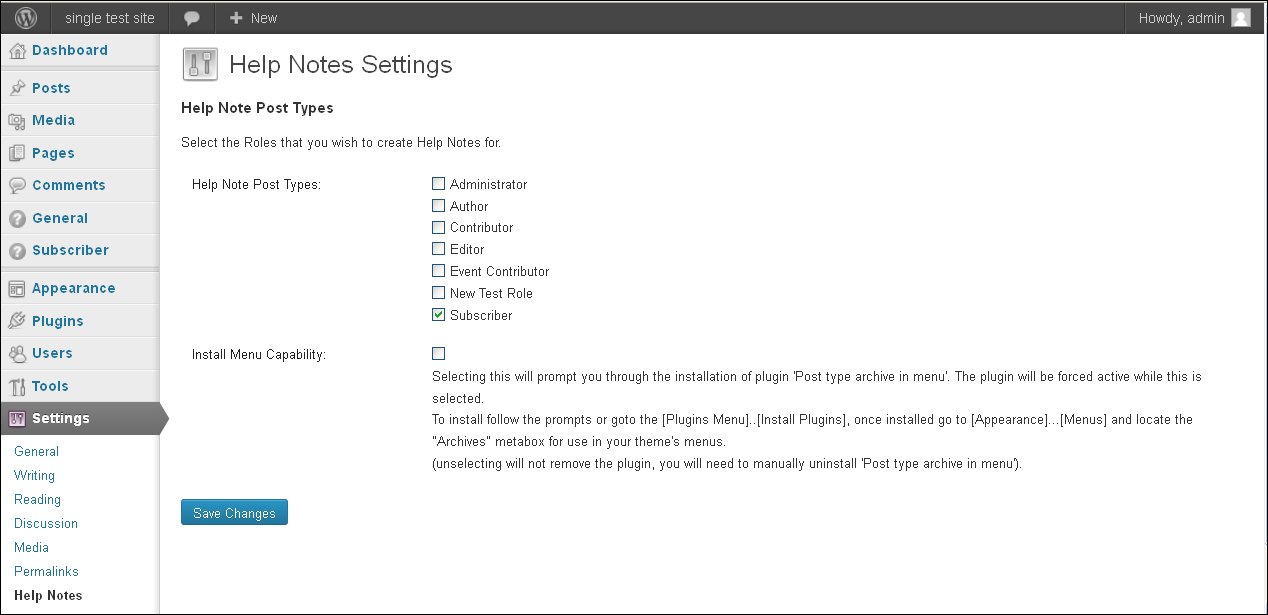 single test site
New
Howdy, admin
Dashboard
Posts
Media
Pages
Comments
General
Subscriber
Appearance
Plugins
Users
Tools
Settings
General
Writing
Reading
Discussion
Media
Permalinks
Help Notes
Help Notes Settings
Help Note Post Types
Select the Roles that you wish to create Help Notes for.
Help Note Post Types:
Administrator
Author
Contributor
Editor
Event Contributor
New Test Role
Subscriber
Install Menu Capability:
Selecting this will prompt you through the installation of plugin 'Post type archive in menu'. The plugin will be forced active while this is
selected.
To install follow the prompts or goto the [Plugins Menu]..[Install Plugins], once installed go to [Appearance]...[Menus] and locate the
"Archives" metabox for use in your theme's menus.
(unselecting will not remove the plugin, you will need to manually uninstall 'Post type archive in menu').
Save Changes